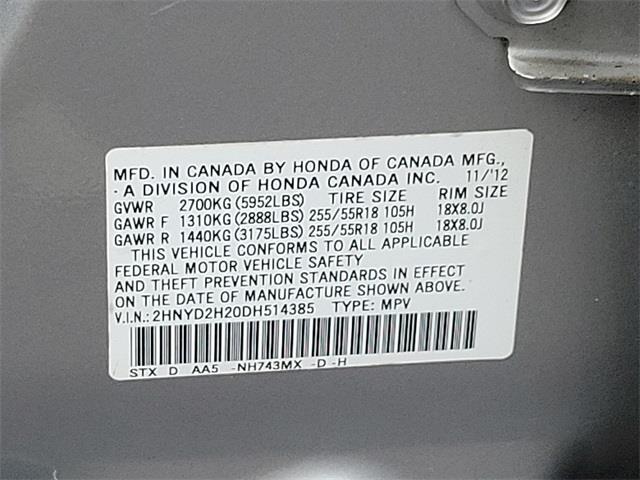 MFD. IN CANADA BY HONDA OF CANADA MFG.,
A DIVISION OF HONDA CANADA INC. 11/'12
GVWR 2700KG (5952LBS) TIRE SIZE RIM SIZE
GAWR F 1310KG (2888LBS) 255/55R18 105H 18X8.0J
GAWR R 1440KG (3175LBS) 255/55R18 105H 18X8.0J
THIS VEHICLE CONFORMS TO ALL APPLICABLE
FEDERAL MOTOR VEHICLE SAFETY
AND THEFT PREVENTION STANDARDS IN EFFECT
ON THE DATE OF MANUFACTURE SHOWN ABOVE.
V.I.N.: 2HNYD2H20DH514385 TYPE: MPV
STX D AA5 -NH743MX -D -H